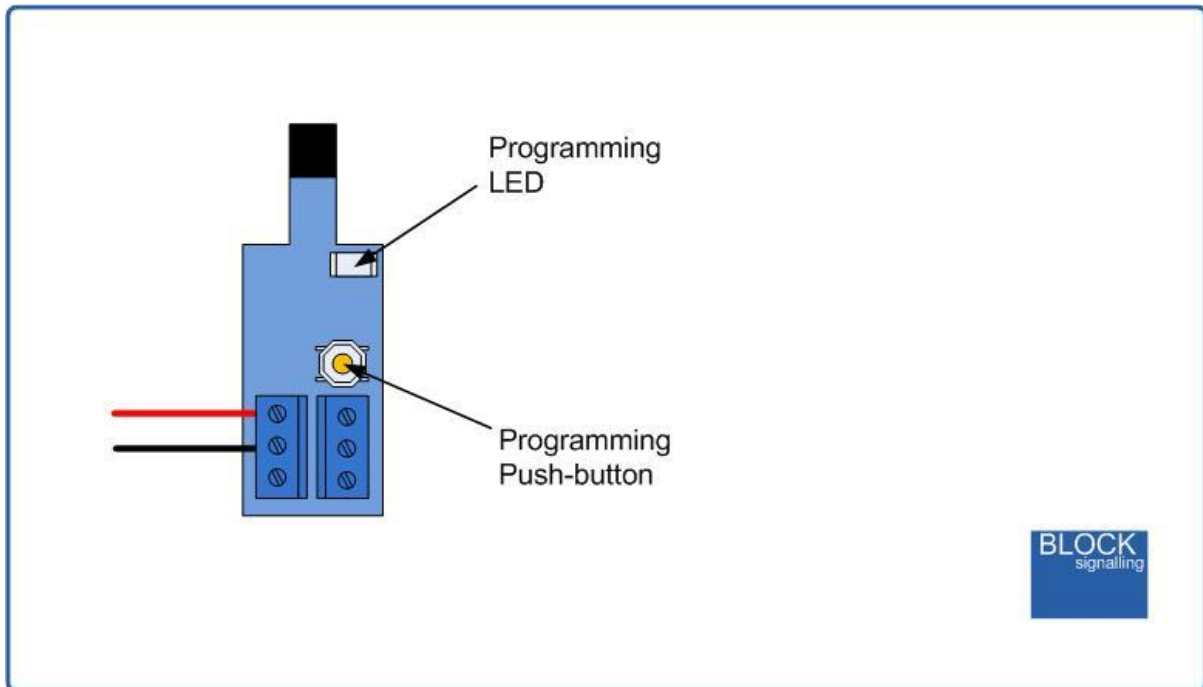 Programming
LED
Programming
Push-button
BLOCK
signalling